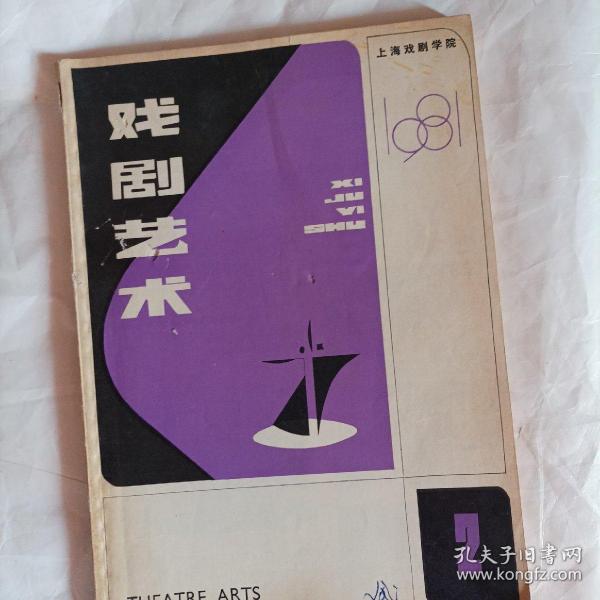 上海戏剧学院
1981
戏剧艺术
XI
JU
YI
SHU
2
THEATRE ARTS
孔夫子旧书网
www.kongfz.com